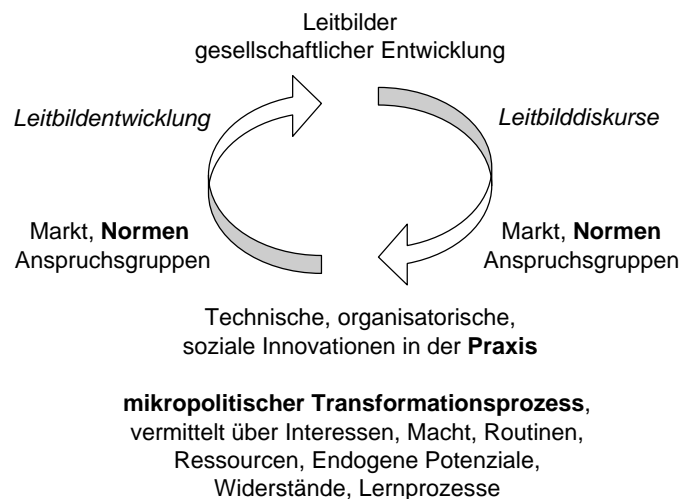 Leitbilder
gesellschaftlicher Entwicklung
Leitbildentwicklung
Leitbilddiskurse
Markt, Normen
Anspruchsgruppen
Markt, Normen
Anspruchsgruppen
Technische, organisatorische,
soziale Innovationen in der Praxis
mikropolitischer Transformationsprozess,
vermittelt über Interessen, Macht, Routinen,
Ressourcen, Endogene Potenziale,
Widerstände, Lernprozesse